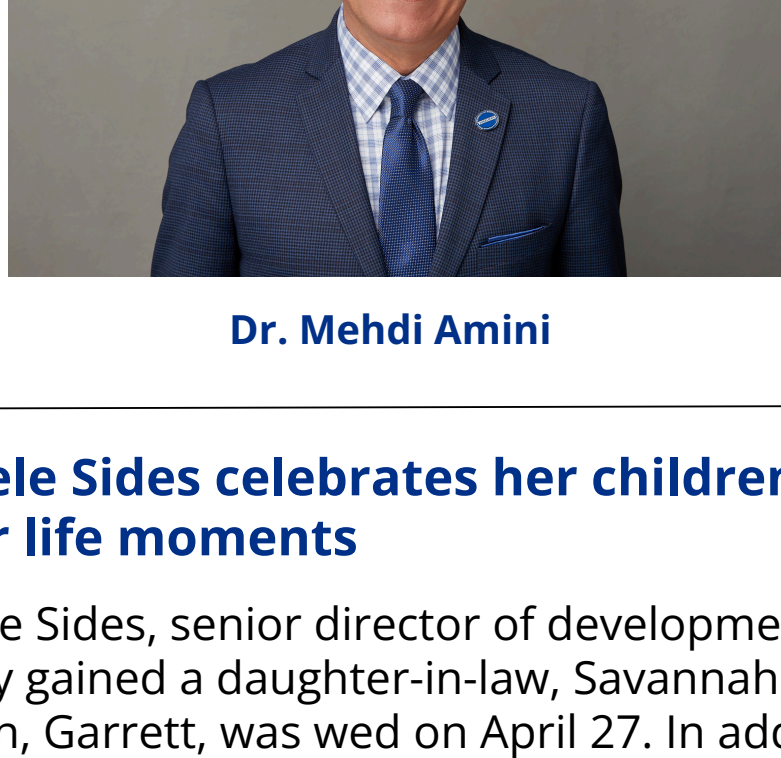 Dr. Mehdi Amini
ele Sides celebrates her children
r life moments
e Sides, senior director of developme
y gained a daughter-in-law, Savannah
n, Garrett, was wed on April 27. In add